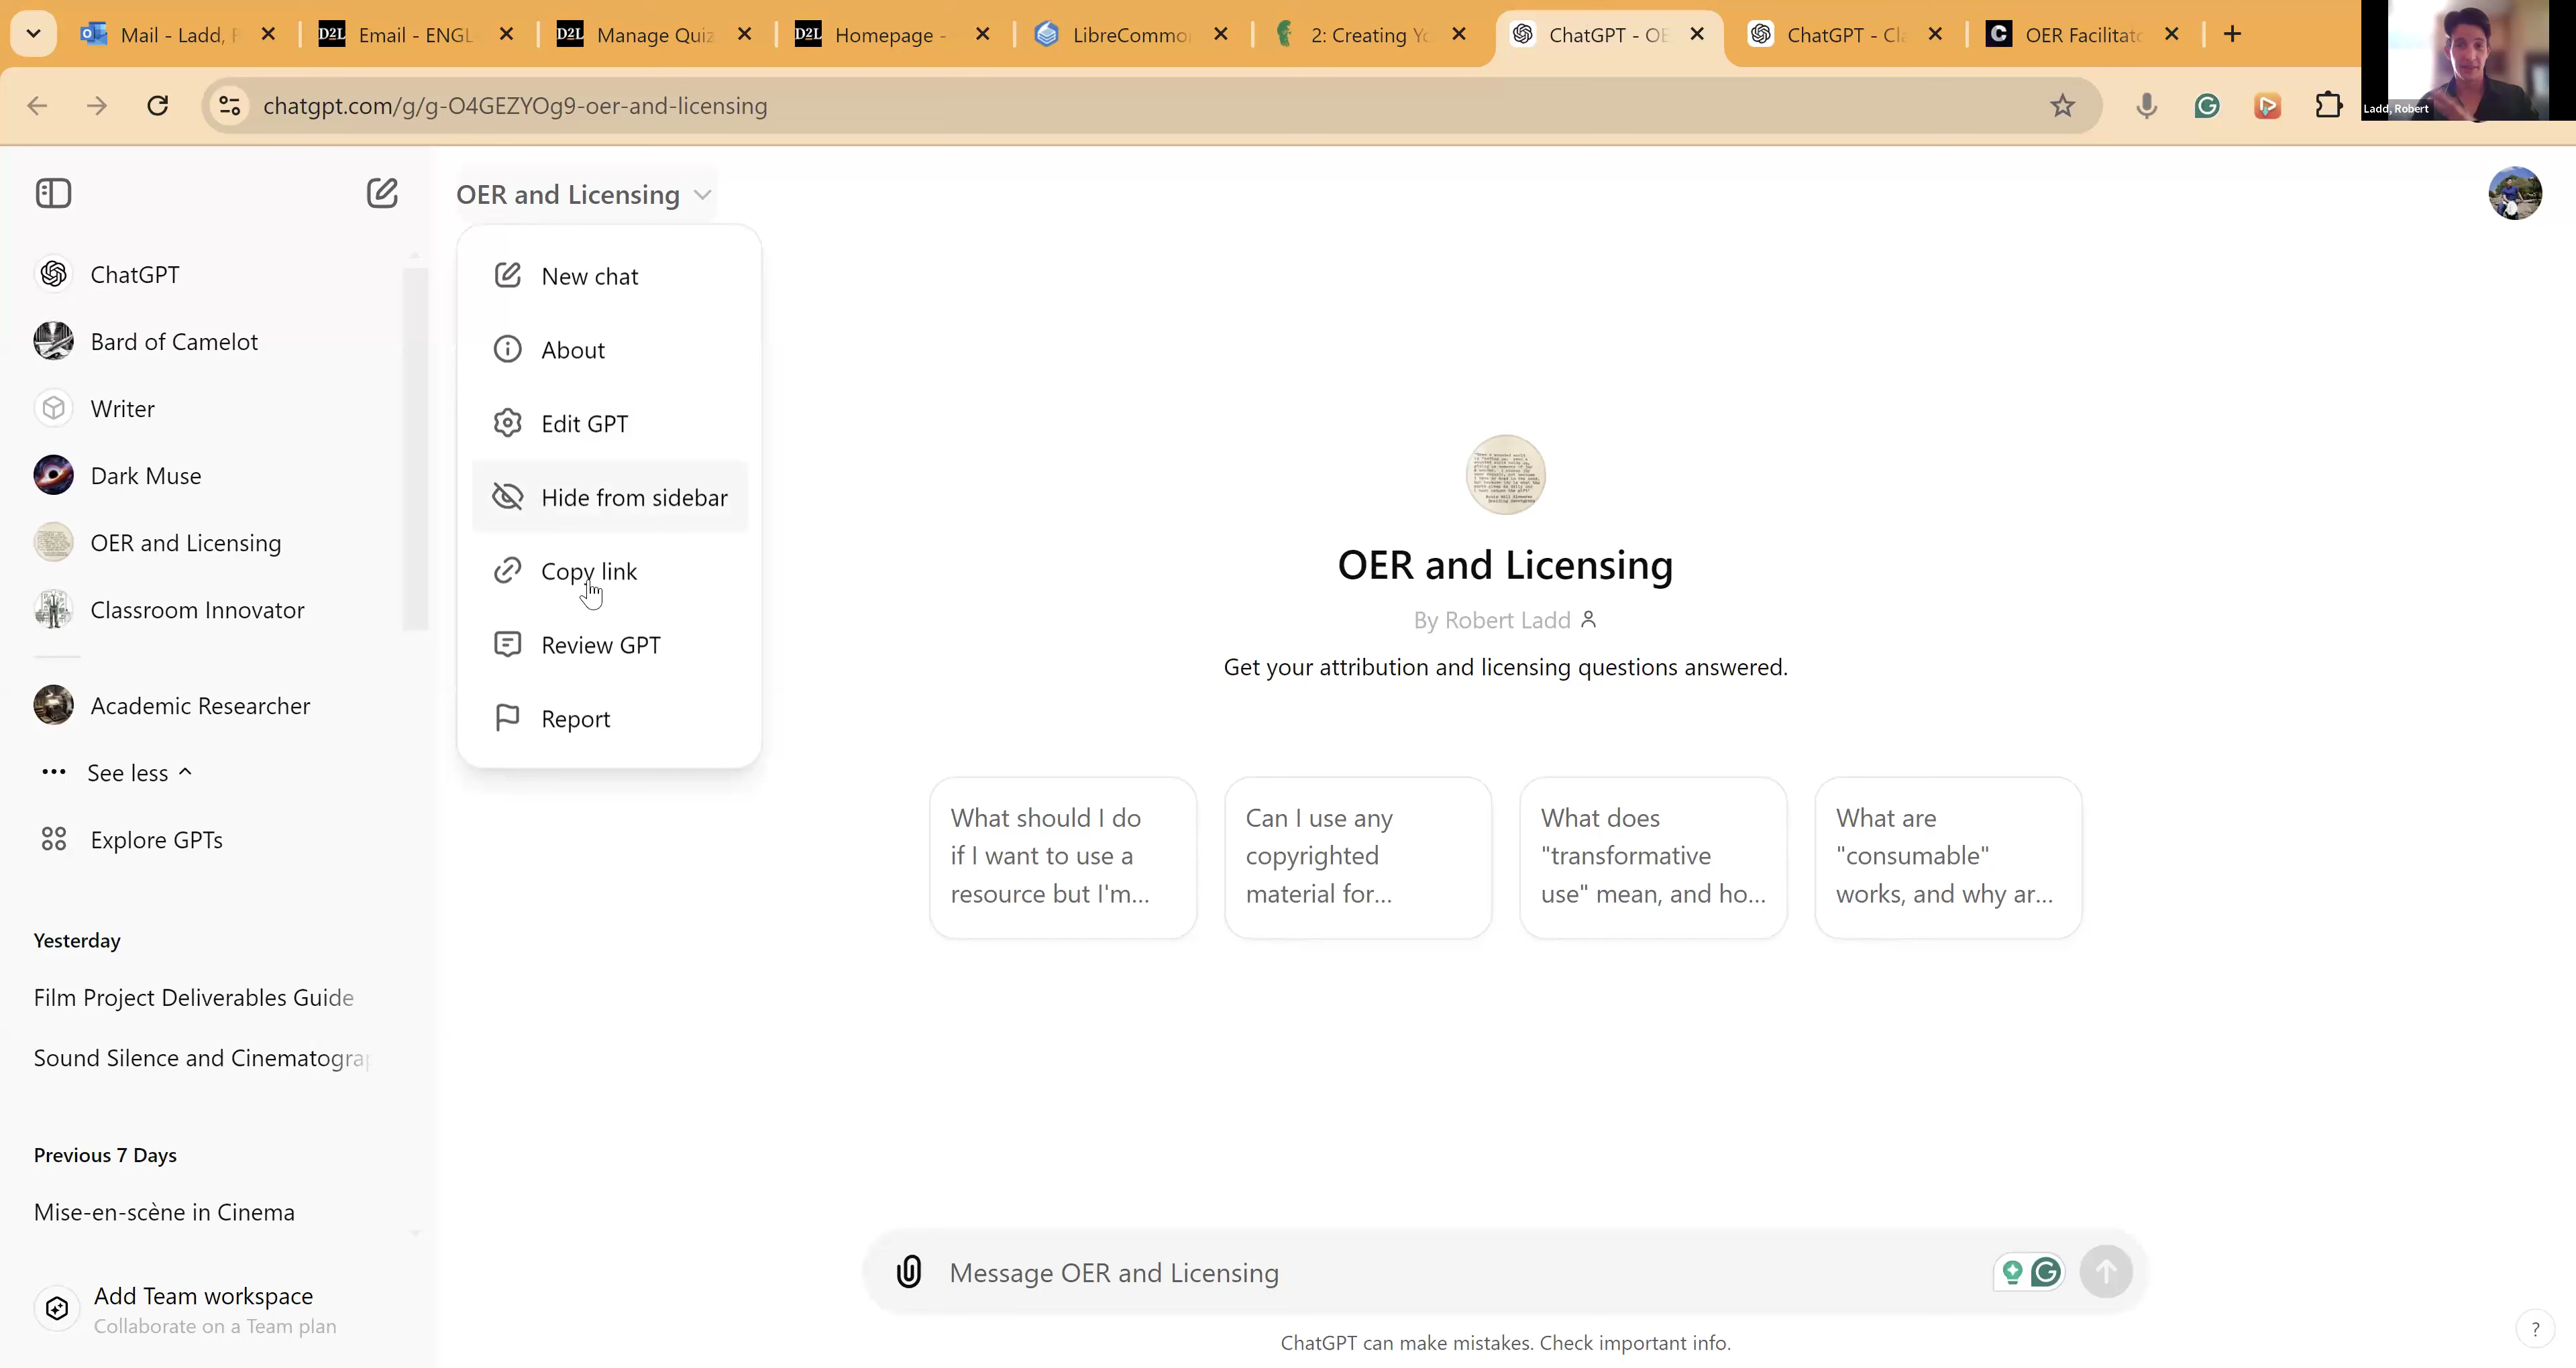 Mail - Ladd, R
D2L Email - ENGL
D2L Manage Quiz
D2L Homepage -
LibreCommo
2: Creating Yo
ChatGPT - OE
ChatGPT - Cla
C OER Facilitato
chatgpt.com/g/g-O4GEZYOg9-oer-and-licensing
Ladd, Robert
OER and Licensing
ChatGPT
Bard of Camelot
Writer
Dark Muse
OER and Licensing
Classroom Innovator
Academic Researcher
See less
Explore GPTs
Yesterday
Film Project Deliverables Guide
Sound Silence and Cinematograp
Previous 7 Days
Mise-en-scène in Cinema
Add Team workspace
Collaborate on a Team plan
New chat
About
Edit GPT
Hide from sidebar
Copy link
Review GPT
Report
OER and Licensing
By Robert Ladd
Get your attribution and licensing questions answered.
What should I do
if I want to use a
resource but I'm...
Can I use any
copyrighted
material for...
What does
"transformative
use" mean, and ho...
What are
"consumable"
works, and why ar...
Message OER and Licensing
ChatGPT can make mistakes. Check important info.
?